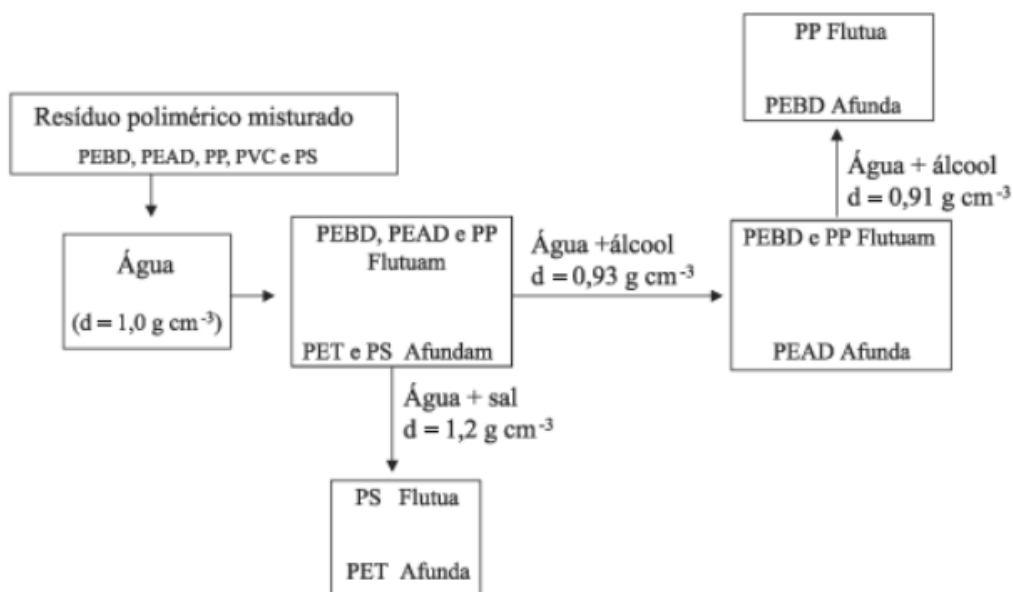 Resíduo polimérico misturado
PEBD, PEAD, PP, PVC e PS
Água
(d = 1,0 g cm-3)
PEBD, PEAD e PP
Flutuam
PET e PS Afundam
Água + sal
d = 1,2 g cm-3
PS Flutua
PET Afunda
Água +álcool
d = 0,93 g cm-3
PEBD e PP Flutuam
PEAD Afunda
Água + álcool
d = 0,91 g cm-3
PP Flutua
PEBD Afunda